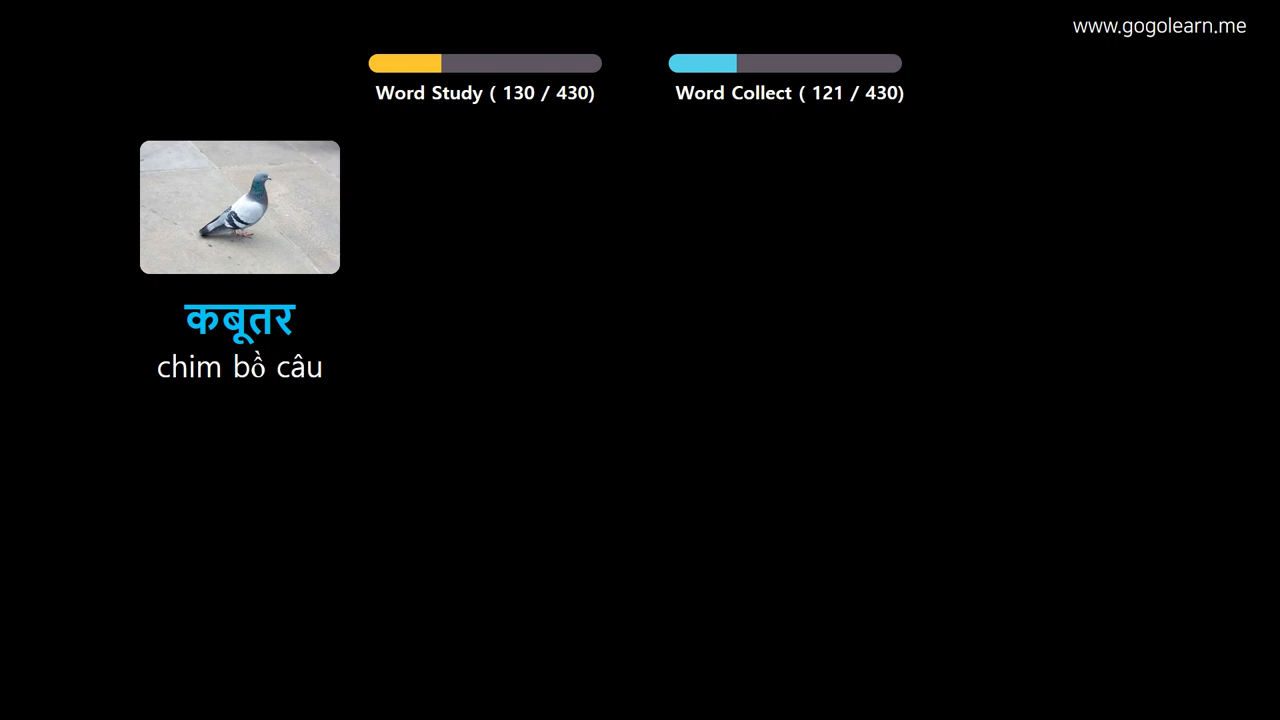 www.gogolearn.me
Word Study ( 130 / 430)
Word Collect ( 121 / 430)
कबूतर
chim bồ câu